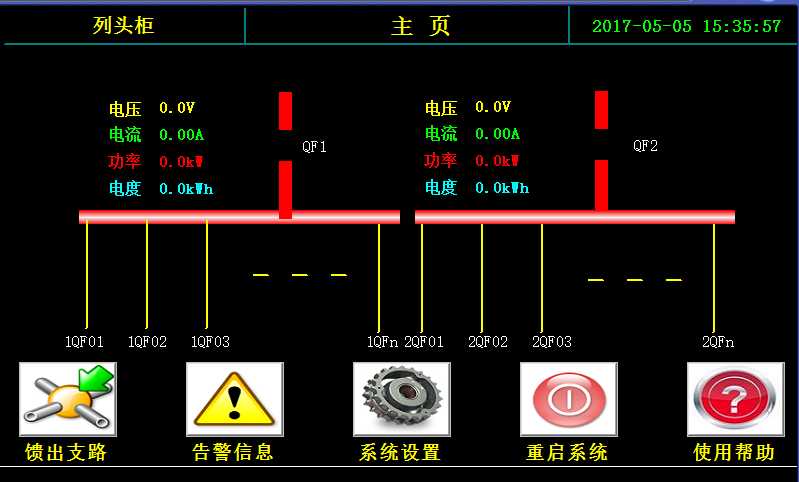 列头柜 主 页 2017-05-05 15:35:57
电压 0.0V
电流 0.00A
功率 0.0kW
电度 0.0kWh
QF1
电压 0.0V
电流 0.00A
功率 0.0kW
电度 0.0kWh
QF2
1QF01 1QF02 1QF03 1QFn 2QF01 2QF02 2QF03 2QFn
馈出支路 告警信息 系统设置 重启系统 使用帮助